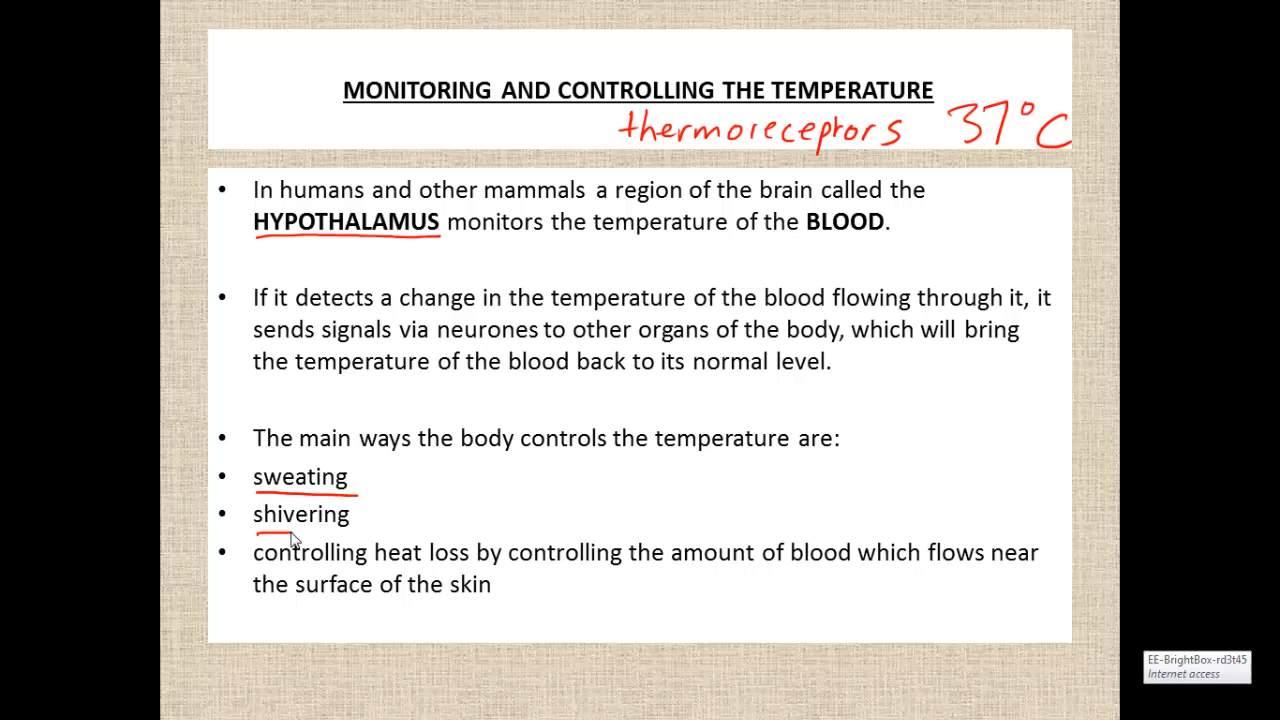 MONITORING AND CONTROLLING THE TEMPERATURE
thermoreceptors 37°C
• In humans and other mammals a region of the brain called the
HYPOTHALAMUS monitors the temperature of the BLOOD.
• If it detects a change in the temperature of the blood flowing through it, it
sends signals via neurones to other organs of the body, which will bring
the temperature of the blood back to its normal level.
• The main ways the body controls the temperature are:
• sweating
• shivering
• controlling heat loss by controlling the amount of blood which flows near
the surface of the skin
EE-BrightBox-rd3t45
Internet access